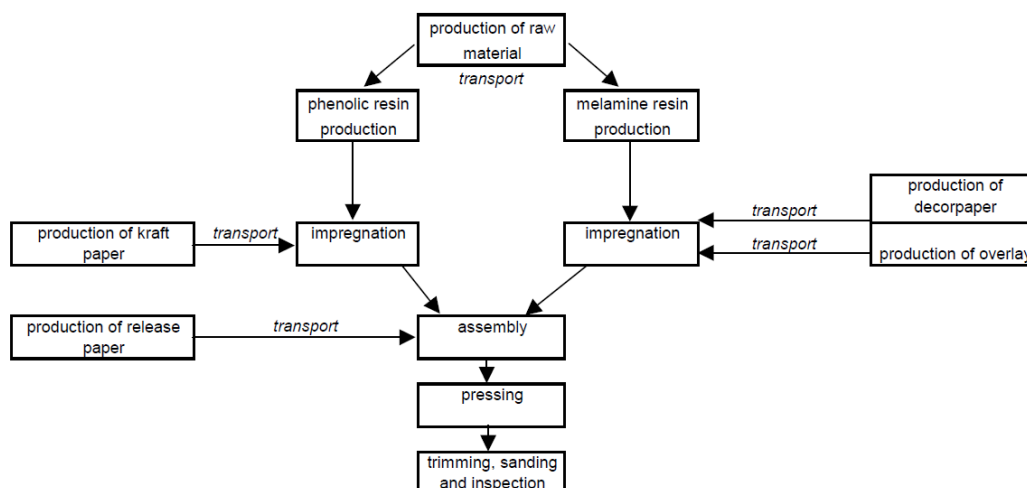 production of raw
material
transport
phenolic resin
production
melamine resin
production
production of
decorpaper
transport
production of kraft
paper
transport
impregnation
impregnation
transport
production of overlay
production of release
paper
transport
assembly
pressing
trimming, sanding
and inspection